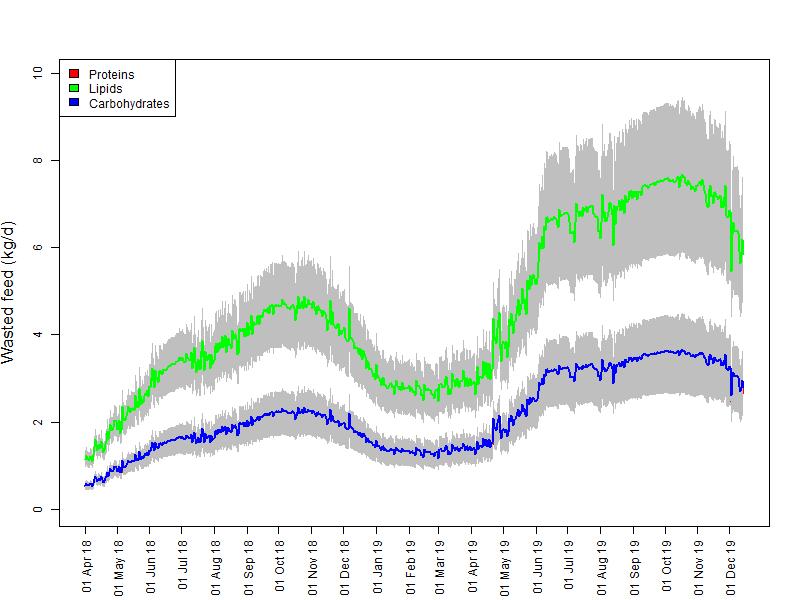 Proteins
Lipids
Carbohydrates
Wasted feed (kg/d)
10
8
6
4
2
0
01 Apr 18
01 May 18
01 Jun 18
01 Jul 18
01 Aug 18
01 Sep 18
01 Oct 18
01 Nov 18
01 Dec 18
01 Jan 19
01 Feb 19
01 Mar 19
01 Apr 19
01 May 19
01 Jun 19
01 Jul 19
01 Aug 19
01 Sep 19
01 Oct 19
01 Nov 19
01 Dec 19